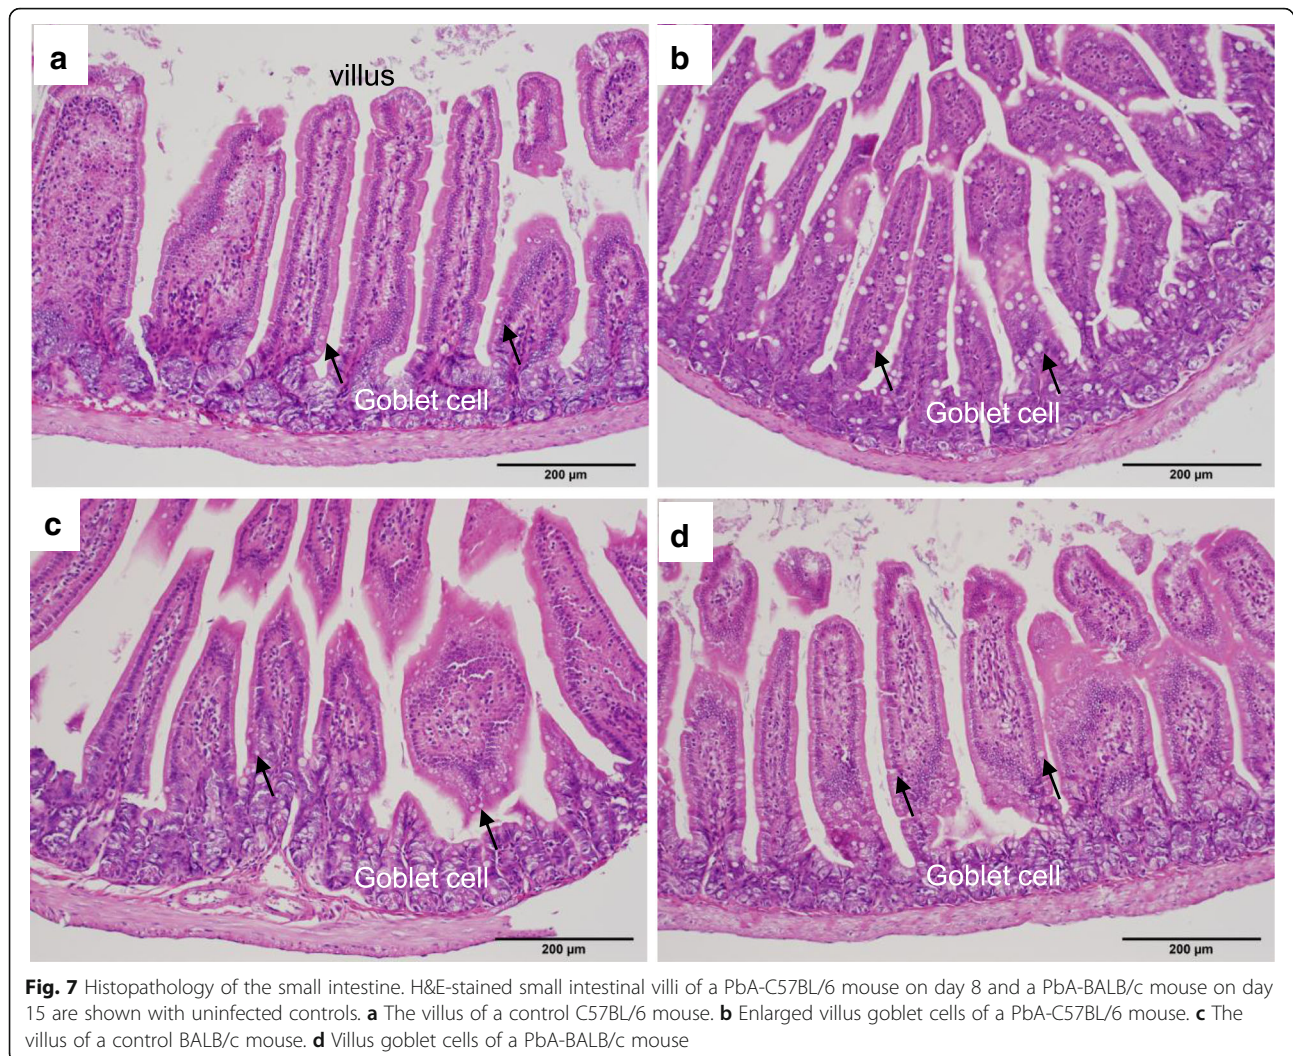 a
villus
Goblet cell
200 µm
b
Goblet cell
200 µm
c
Goblet cell
200 µm
d
Goblet cell
200 µm
Fig. 7 Histopathology of the small intestine. H&E-stained small intestinal villi of a PbA-C57BL/6 mouse on day 8 and a PbA-BALB/c mouse on day
15 are shown with uninfected controls. a The villus of a control C57BL/6 mouse. b Enlarged villus goblet cells of a PbA-C57BL/6 mouse. c The
villus of a control BALB/c mouse. d Villus goblet cells of a PbA-BALB/c mouse